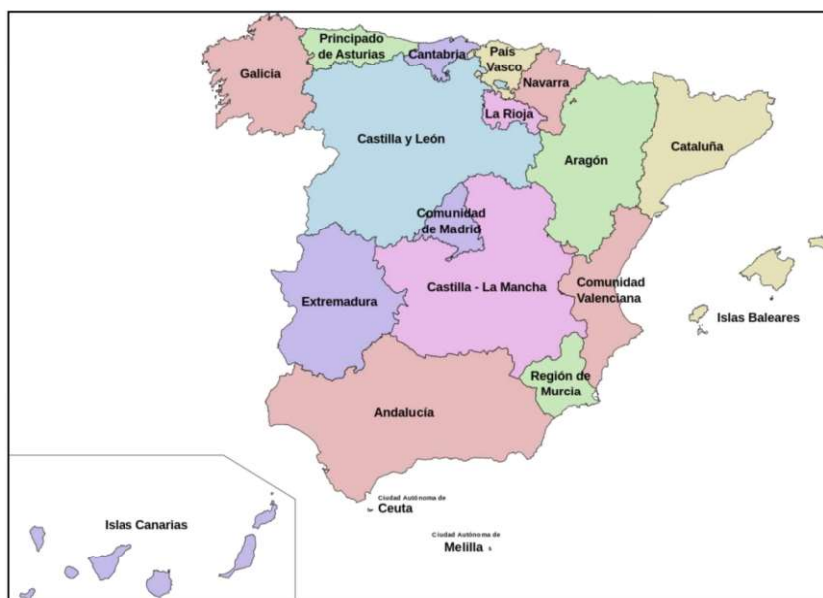 Principado
de Asturias
Cantabria
País
Vasco
Galicia
Navarra
La Rioja
Castilla y León
Aragón
Cataluña
Comunidad
de Madrid
Castilla - La Mancha
Comunidad
Valenciana
Extremadura
Islas Baleares
Región de
Murcia
Andalucía
Ciudad Autónoma de
Ceuta
Islas Canarias
Ciudad Autónoma de
Melilla